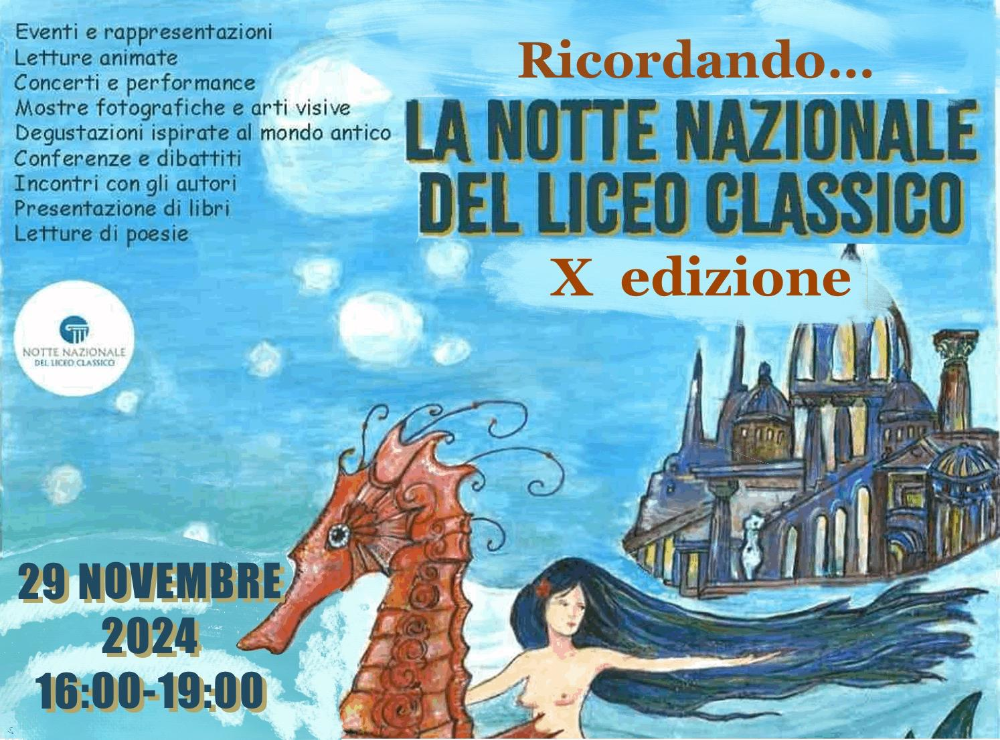 Eventi e rappresentazioni
Letture animate
Concerti e performance
Mostre fotografiche e arti visive
Degustazioni ispirate al mondo antico
Conferenze e dibattiti
Incontri con gli autori
Presentazione di libri
Letture di poesie
Ricordando...
LA NOTTE NAZIONALE
DEL LICEO CLASSICO
X edizione
NOTTE NAZIONALE
DEL LICEO CLASSICO
29 NOVEMBRE
2024
16:00-19:00